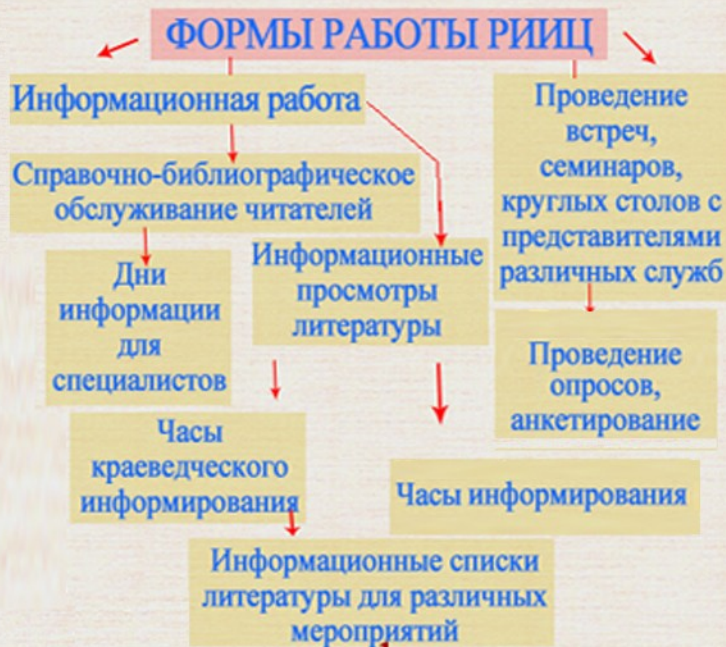 ФОРМЫ РАБОТЫ РИИЦ
Информационная работа
Справочно-библиографическое
обслуживание читателей
Дни
информации
для
специалистов
Информационные
просмотры
литературы
Проведение
встреч,
семинаров,
круглых столов с
представителями
различных служб
Проведение
опросов,
анкетирование
Часы
краеведческого
информирования
Часы информирования
Информационные списки
литературы для различных
мероприятий